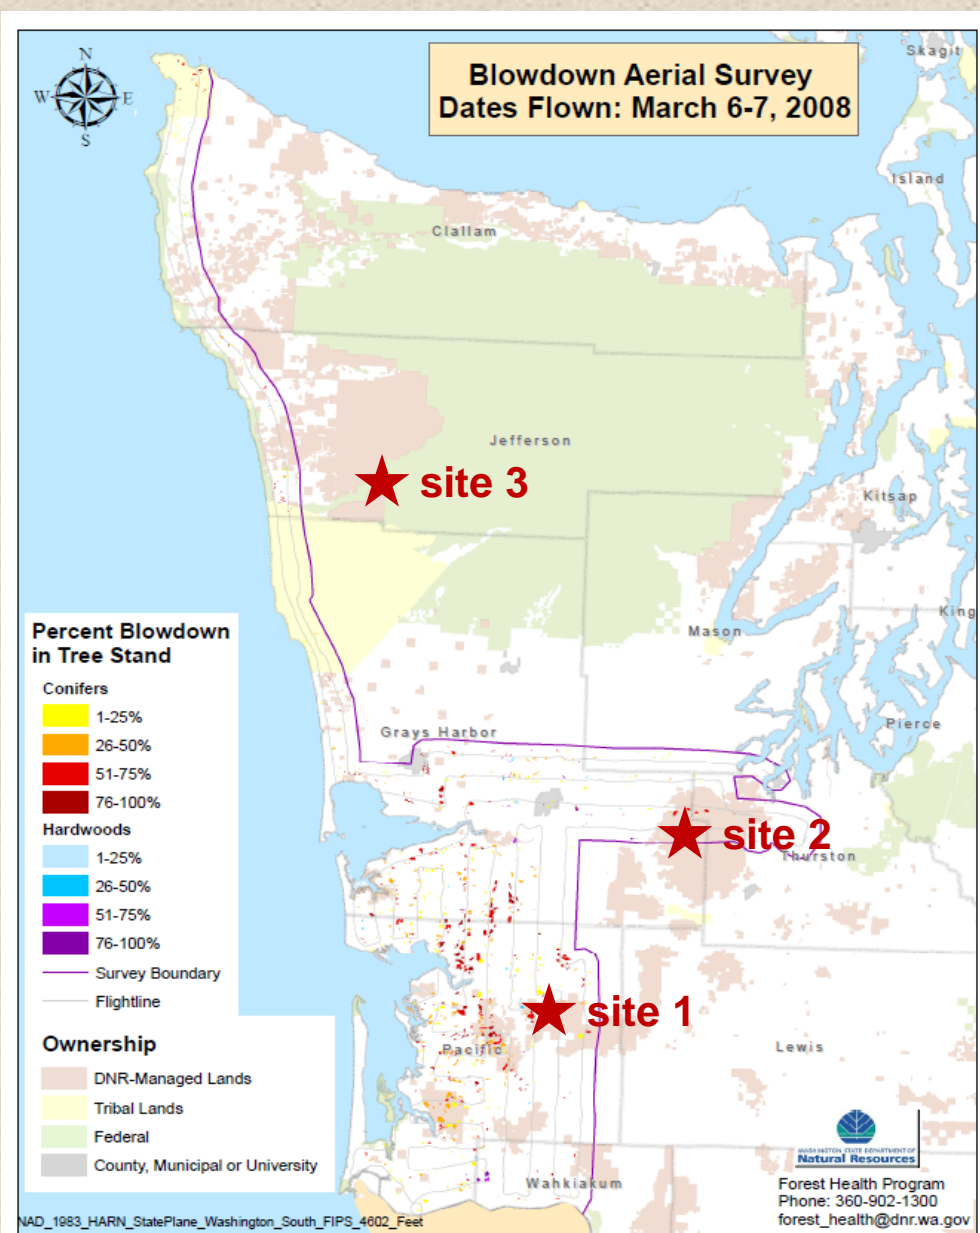 Blowdown Aerial Survey
Dates Flown: March 6-7, 2008
N
W
E
S
Skagit
Island
Clallam
Jefferson
site 3
Kitsap
King
Mason
Pierce
Grays Harbor
site 2
Thurston
site 1
Pacific
Lewis
Wahkiakum
Percent Blowdown
in Tree Stand
Conifers
1-25%
26-50%
51-75%
76-100%
Hardwoods
1-25%
26-50%
51-75%
76-100%
Survey Boundary
Flightline
Ownership
DNR-Managed Lands
Tribal Lands
Federal
County, Municipal or University
WASHINGTON STATE DEPARTMENT OF
Natural Resources
Forest Health Program
Phone: 360-902-1300
forest_health@dnr.wa.gov
NAD_1983_HARN_StatePlane_Washington_South_FIPS_4602_Feet